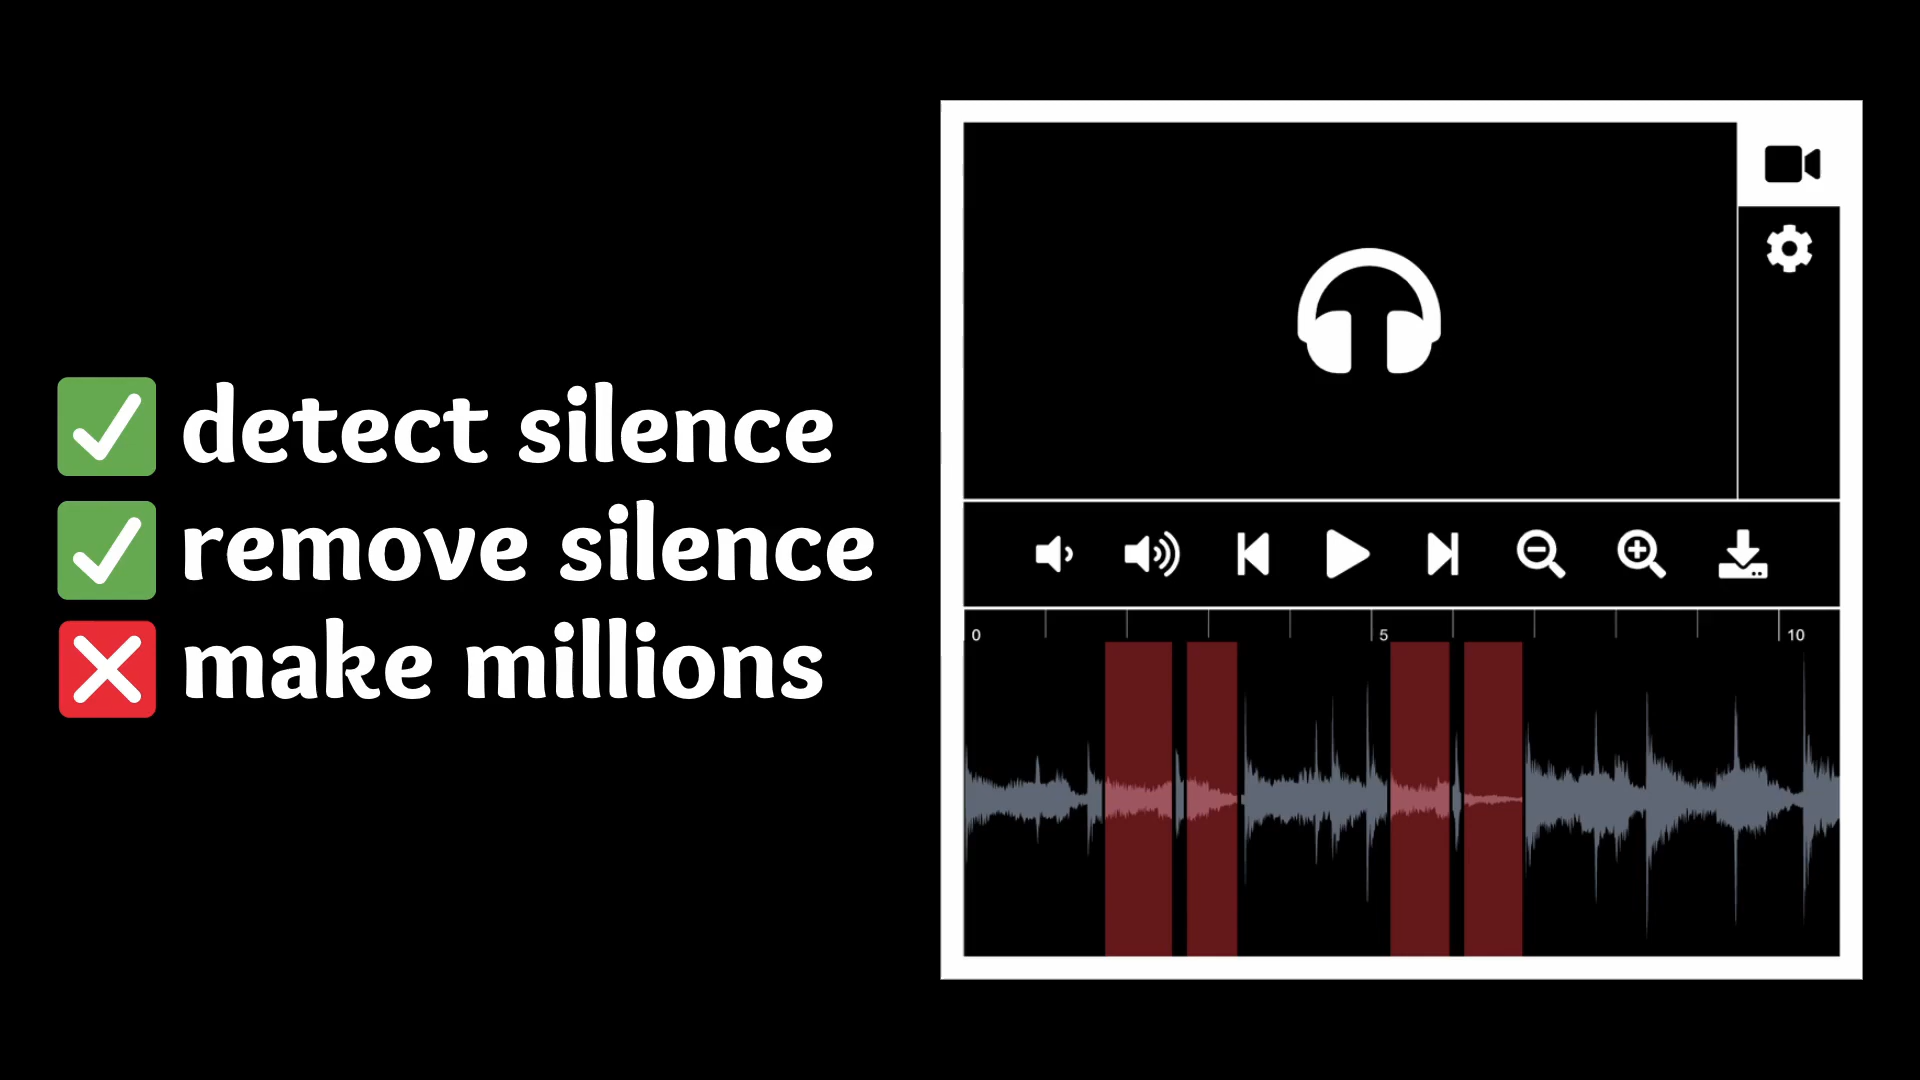 detect silence
remove silence
make millions
0
5
10